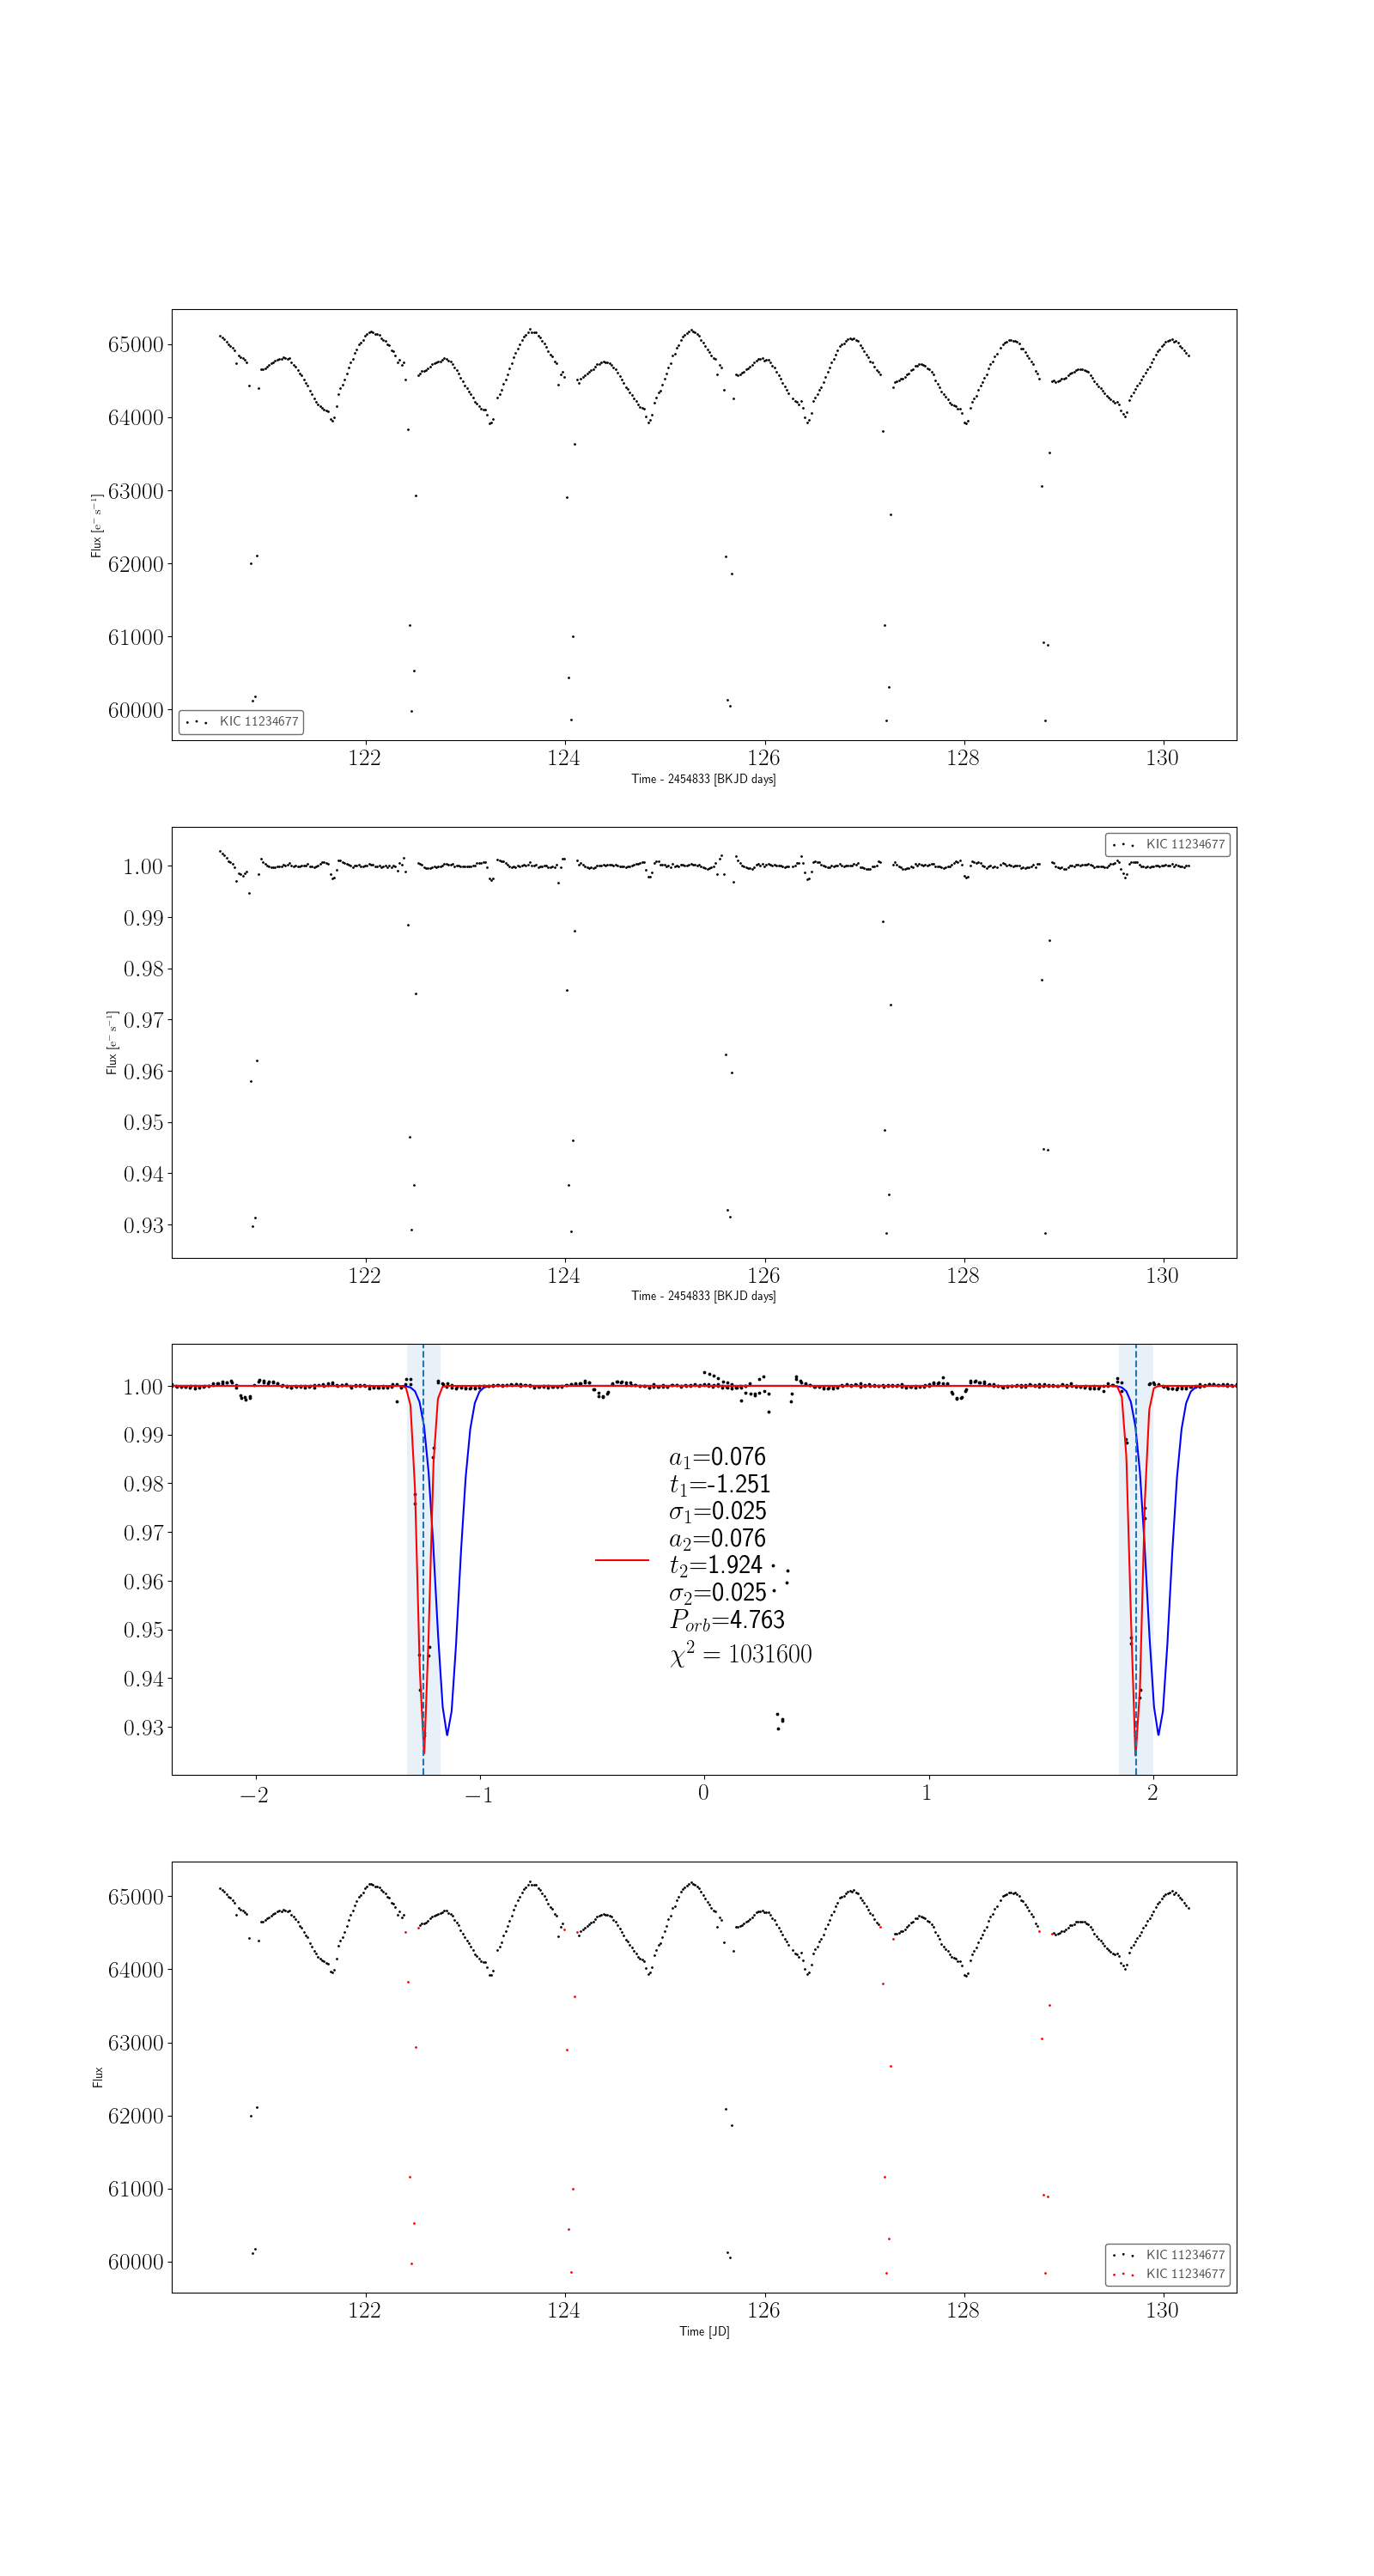 65000
64000
63000
62000
61000
60000
Flux [e⁻ s⁻¹]
KIC 11234677
122
124
126
128
130
Time - 2454833 [BKJD days]
KIC 11234677
1.00
0.99
0.98
0.97
0.96
0.95
0.94
0.93
Flux [e⁻ s⁻¹]
122
124
126
128
130
Time - 2454833 [BKJD days]
1.00
0.99
0.98
0.97
0.96
0.95
0.94
0.93
a₁=0.076
t₁=-1.251
σ₁=0.025
a₂=0.076
t₂=1.924
σ₂=0.025
P_orb=4.763
χ² = 1031600
−2
−1
0
1
2
65000
64000
63000
62000
61000
60000
Flux
KIC 11234677
KIC 11234677
122
124
126
128
130
Time [JD]